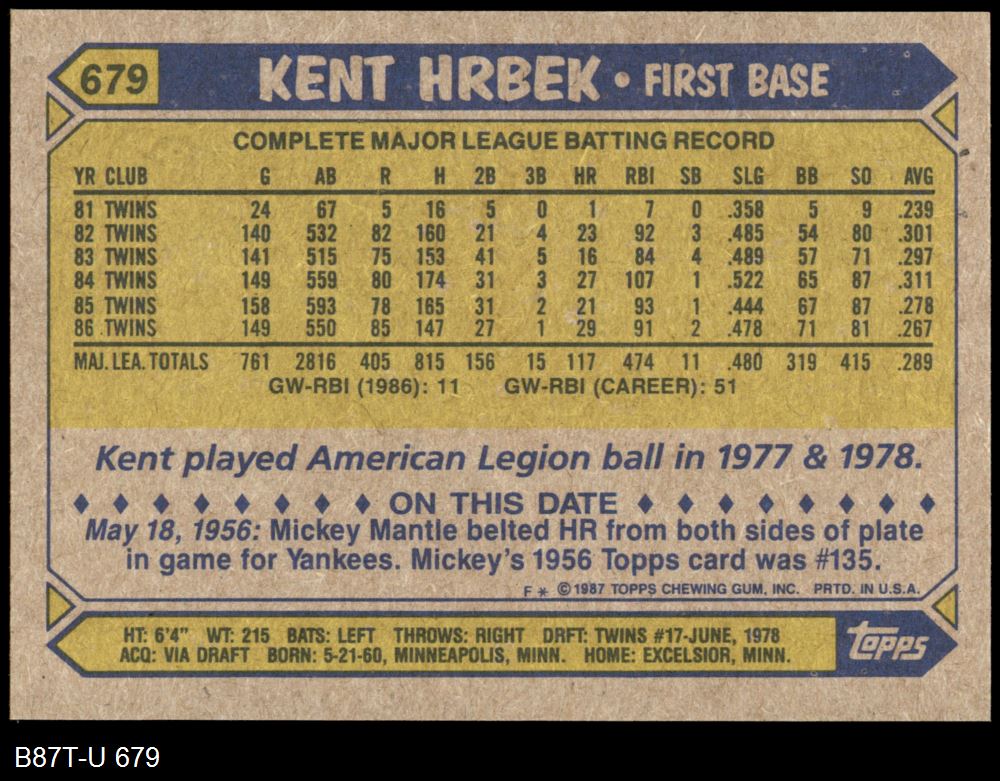 679 KENT HRBEK • FIRST BASE
COMPLETE MAJOR LEAGUE BATTING RECORD
YR CLUB G AB R H 2B 3B HR RBI SB SLG BB SO AVG
81 TWINS 24 67 5 16 5 0 1 7 0 .358 5 9 .239
82 TWINS 140 532 82 160 21 4 23 92 3 .485 54 80 .301
83 TWINS 141 515 75 153 41 5 16 84 4 .489 57 71 .297
84 TWINS 149 559 80 174 31 3 27 107 1 .522 65 87 .311
85 TWINS 158 593 78 165 31 2 21 93 1 .444 67 87 .278
86 TWINS 149 550 85 147 27 1 29 91 2 .478 71 81 .267
MAJ. LEA. TOTALS 761 2816 405 815 156 15 117 474 11 .480 319 415 .289
GW-RBI (1986): 11 GW-RBI (CAREER): 51
Kent played American Legion ball in 1977 & 1978.
♦ ♦ ♦ ♦ ♦ ♦ ♦ ♦ ON THIS DATE ♦ ♦ ♦ ♦ ♦ ♦ ♦ ♦
May 18, 1956: Mickey Mantle belted HR from both sides of plate
in game for Yankees. Mickey's 1956 Topps card was #135.
F * © 1987 TOPPS CHEWING GUM, INC. PRTD. IN U.S.A.
HT: 6'4" WT: 215 BATS: LEFT THROWS: RIGHT DRFT: TWINS #17-JUNE, 1978
ACQ: VIA DRAFT BORN: 5-21-60, MINNEAPOLIS, MINN. HOME: EXCELSIOR, MINN.
topps
B87T-U 679